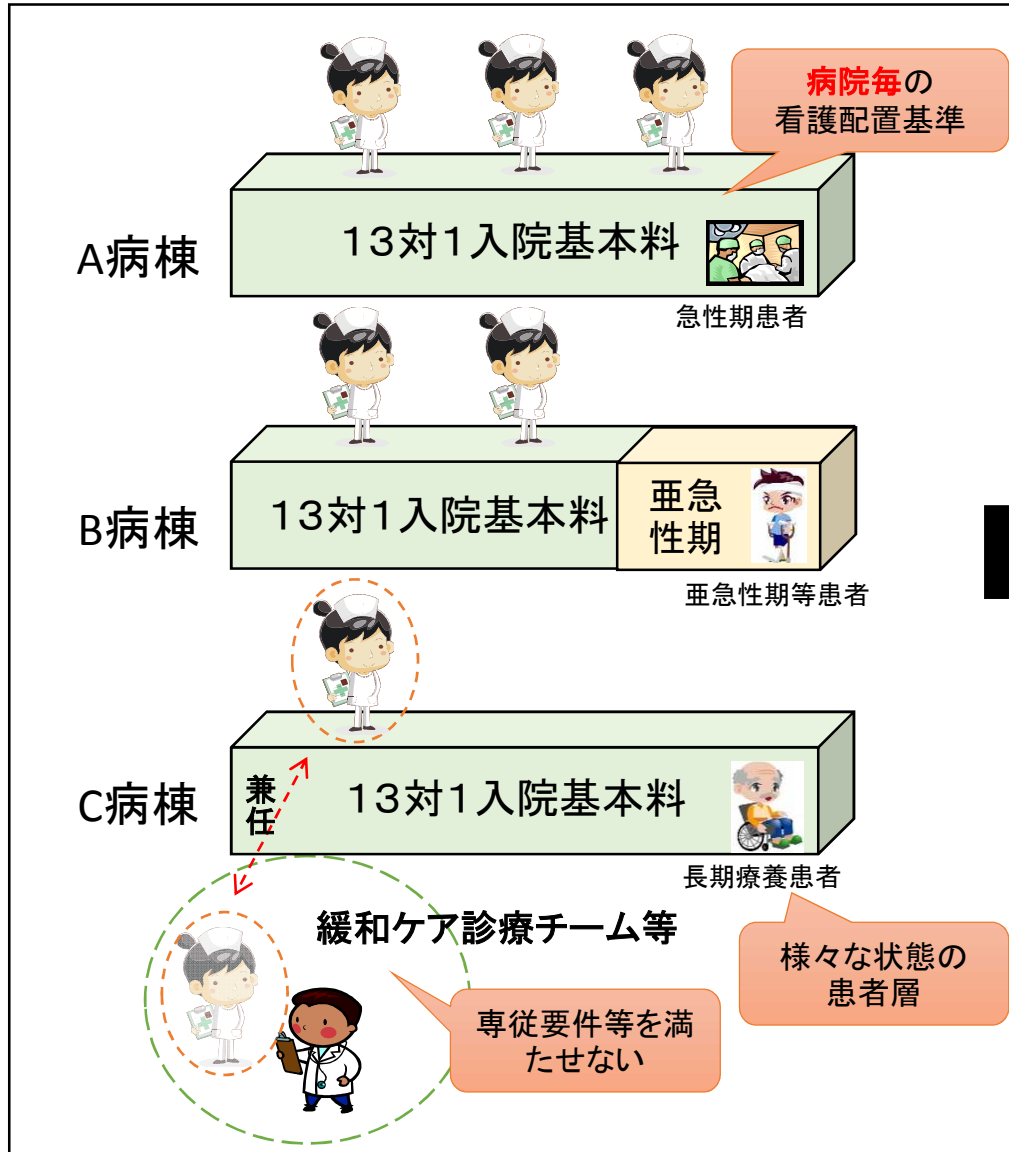 病院毎の
看護配置基準
A病棟
13対1入院基本料
急性期患者
B病棟
13対1入院基本料
亜急
性期
亜急性期等患者
C病棟
兼
任
13対1入院基本料
長期療養患者
緩和ケア診療チーム等
様々な状態の
患者層
専従要件等を満
たせない